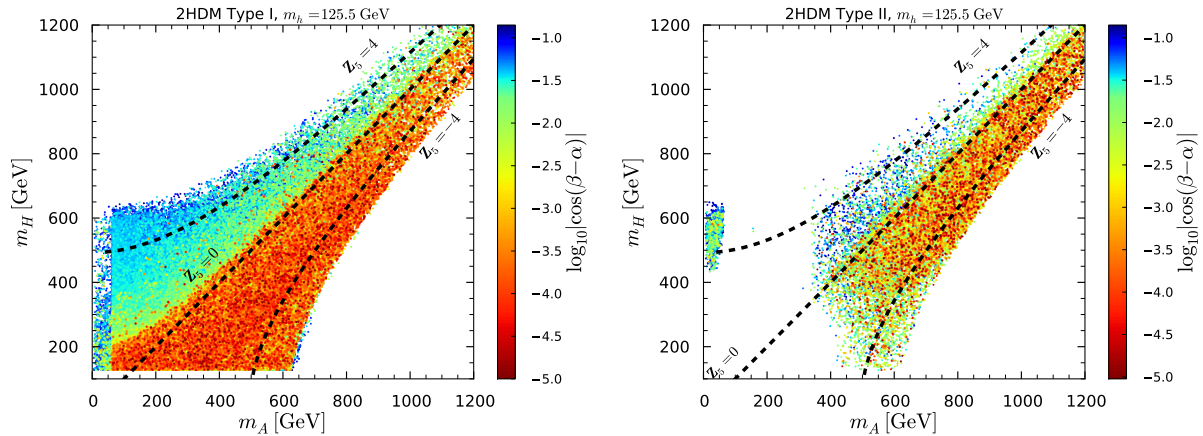 2HDM Type I, m_h = 125.5 GeV
1200
1000
800
600
400
200
m_H [GeV]
0 200 400 600 800 1000 1200
m_A [GeV]
Z_5 = 4
Z_5 = 0
Z_5 = −4
−1.0
−1.5
−2.0
−2.5
−3.0
−3.5
−4.0
−4.5
−5.0
log_10|cos(β−α)|
2HDM Type II, m_h = 125.5 GeV
1200
1000
800
600
400
200
m_H [GeV]
0 200 400 600 800 1000 1200
m_A [GeV]
Z_5 = 4
Z_5 = 0
Z_5 = −4
−1.0
−1.5
−2.0
−2.5
−3.0
−3.5
−4.0
−4.5
−5.0
log_10|cos(β−α)|